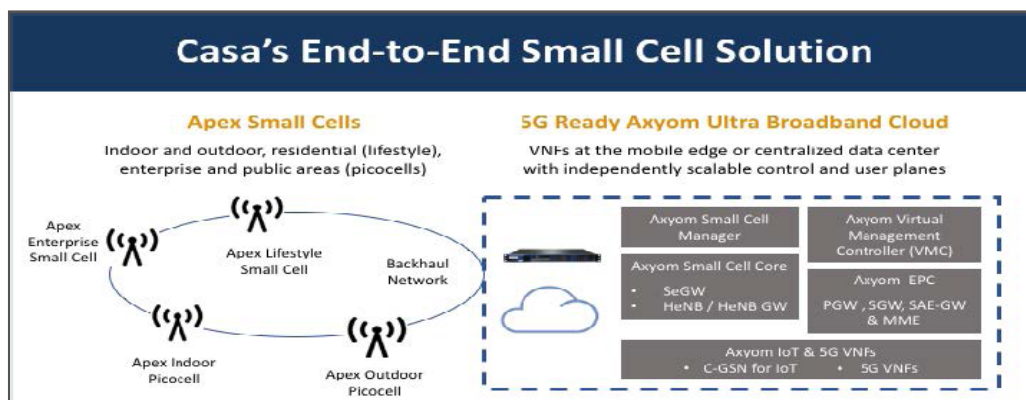 Casa's End-to-End Small Cell Solution
Apex Small Cells
Indoor and outdoor, residential (lifestyle),
enterprise and public areas (picocells)
Apex
Enterprise
Small Cell
Apex Lifestyle
Small Cell
Backhaul
Network
Apex Indoor
Picocell
Apex Outdoor
Picocell
5G Ready Axyom Ultra Broadband Cloud
VNFs at the mobile edge or centralized data center
with independently scalable control and user planes
Axyom Small Cell
Manager
Axyom Virtual
Management
Controller (VMC)
Axyom Small Cell Core
• SeGW
• HeNB / HeNB GW
Axyom EPC
PGW , SGW, SAE-GW
& MME
Axyom IoT & 5G VNFs
• C-GSN for IoT • 5G VNFs